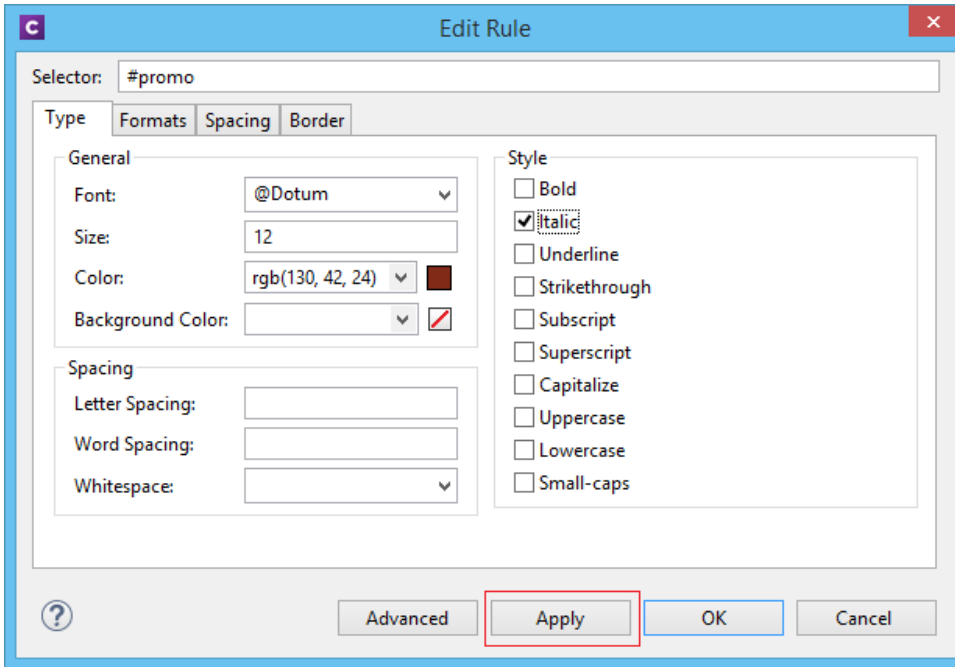 C
Edit Rule
Selector: #promo
Type Formats Spacing Border
General
Font: @Dotum
Size: 12
Color: rgb(130, 42, 24)
Background Color:
Spacing
Letter Spacing:
Word Spacing:
Whitespace:
Style
Bold
Italic
Underline
Strikethrough
Subscript
Superscript
Capitalize
Uppercase
Lowercase
Small-caps
? Advanced Apply OK Cancel